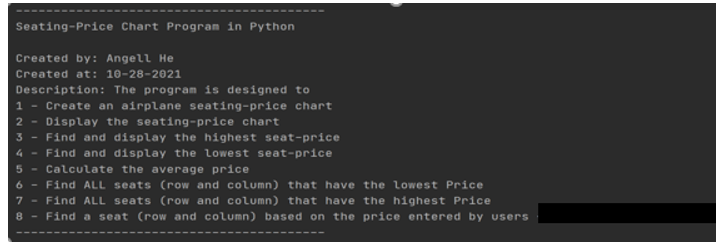 -----------------------------------------
Seating-Price Chart Program in Python
Created by: Angell He
Created at: 10-28-2021
Description: The program is designed to
1 - Create an airplane seating-price chart
2 - Display the seating-price chart
3 - Find and display the highest seat-price
4 - Find and display the lowest seat-price
5 - Calculate the average price
6 - Find ALL seats (row and column) that have the lowest Price
7 - Find ALL seats (row and column) that have the highest Price
8 - Find a seat (row and column) based on the price entered by users
-----------------------------------------